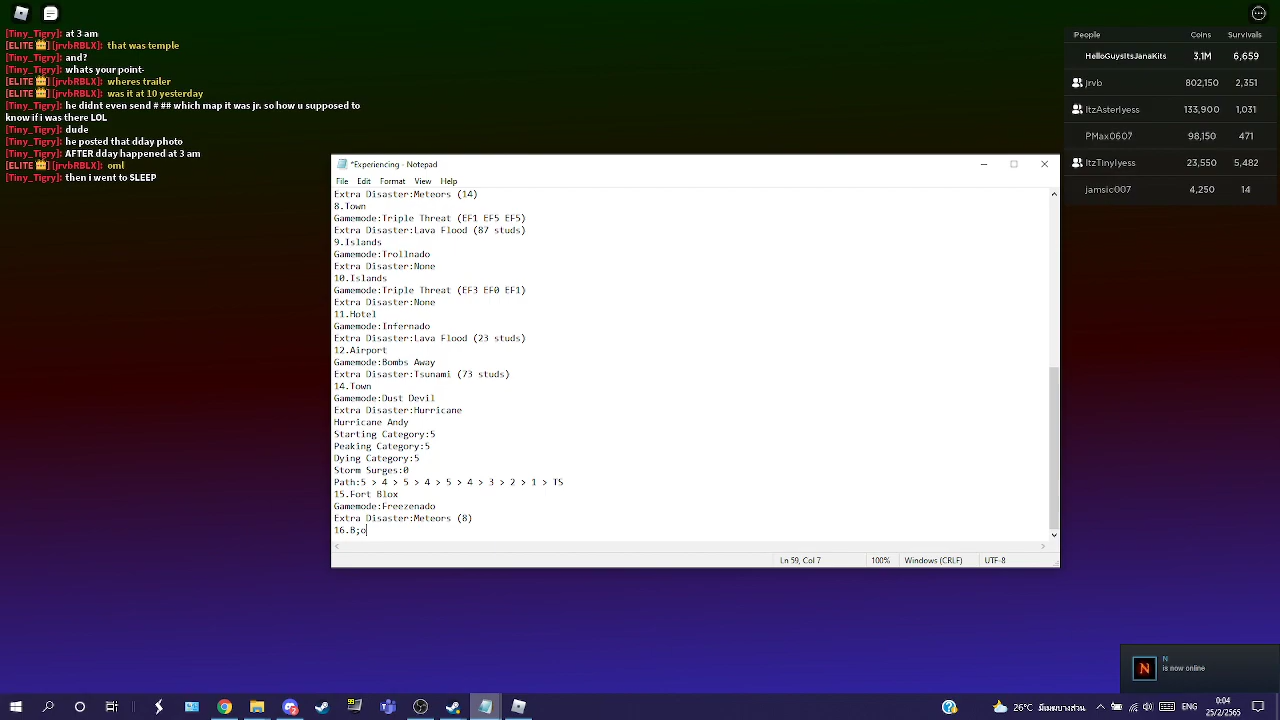 [Tiny_Tigry]: at 3 am
[ELITE 💼] [jrvbRBLX]: that was temple
[Tiny_Tigry]: and?
[Tiny_Tigry]: whats your point-
[ELITE 💼] [jrvbRBLX]: wheres trailer
[ELITE 💼] [jrvbRBLX]: was it at 10 yesterday
[Tiny_Tigry]: he didnt even send # ## which map it was jr. so how u supposed to
know if i was there LOL
[Tiny_Tigry]: dude
[Tiny_Tigry]: he posted that dday photo
[Tiny_Tigry]: AFTER dday happened at 3 am
[ELITE 💼] [jrvbRBLX]: oml
[Tiny_Tigry]: then i went to SLEEP
People Coins Survivals
HelloGuysItsJanaKits 3.1M 6,659
Jrvb 802,150 2,351
ItzAsterlyess 133,900 1,031
PMax0607 98,150 471
ItzTinylyess 23,550 5,482
jamsic007 4,250 14
*Experiencing - Notepad
File Edit Format View Help
Extra Disaster:Meteors (14)
8.Town
Gamemode:Triple Threat (EF1 EF5 EF5)
Extra Disaster:Lava Flood (87 studs)
9.Islands
Gamemode:Trollnado
Extra Disaster:None
10.Islands
Gamemode:Triple Threat (EF3 EF0 EF1)
Extra Disaster:None
11.Hotel
Gamemode:Infernado
Extra Disaster:Lava Flood (23 studs)
12.Airport
Gamemode:Bombs Away
Extra Disaster:Tsunami (73 studs)
14.Town
Gamemode:Dust Devil
Extra Disaster:Hurricane
Hurricane Andy
Starting Category:5
Peaking Category:5
Dying Category:5
Storm Surges:0
Path:5 > 4 > 5 > 4 > 5 > 4 > 3 > 2 > 1 > TS
15.Fort Blox
Gamemode:Freezenado
Extra Disaster:Meteors (8)
16.B;o
Ln 59, Col 7 100% Windows (CRLF) UTF-8
N
is now online
26°C มีเมฆบางส่วน
ENG
0:04
25/2/2565